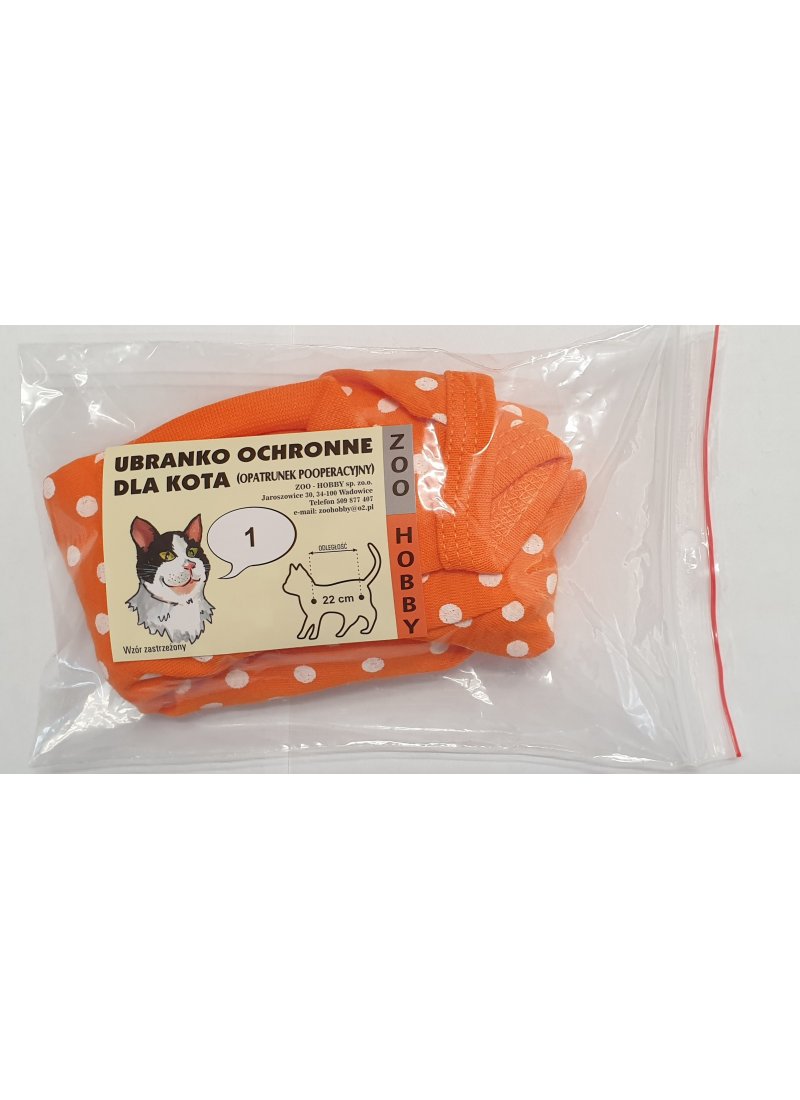 UBRANKO OCHRONNE
DLA KOTA (OPATRUNEK POOPERACYJNY)
ZOO - HOBBY sp. zo.o.
Jaroszowice 30, 34-100 Wadowice
Telefon 509 877 407
e-mail: zoohobby@o2.pl
1
ODLEGŁOŚĆ
22 cm
Wzór zastrzeżony
ZOO HOBBY